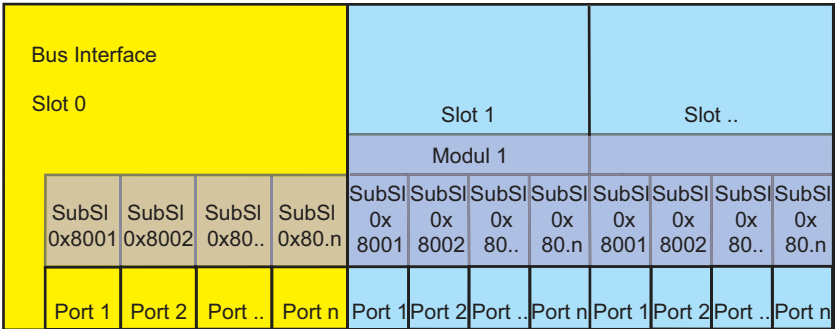 Bus Interface
Slot 0
Slot 1 Slot ..
Modul 1
SubSl SubSl SubSl SubSl SubSl SubSl SubSl SubSl SubSl SubSl SubSl SubSl
0x8001 0x8002 0x80.. 0x80.n 0x 0x 0x 0x 0x 0x 0x 0x
8001 8002 80.. 80.n 8001 8002 80.. 80.n
Port 1 Port 2 Port .. Port n Port 1 Port 2 Port .. Port n Port 1 Port 2 Port .. Port n